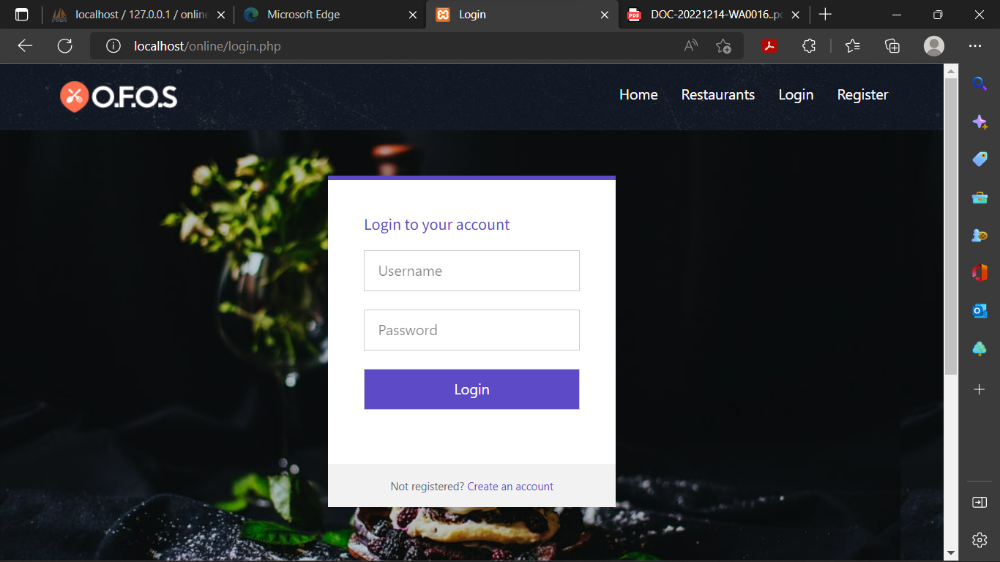 localhost / 127.0.0.1 / online
Microsoft Edge
Login
DOC-20221214-WA0016..pd
localhost/online/login.php
O.F.O.S
Home
Restaurants
Login
Register
Login to your account
Username
Password
Login
Not registered? Create an account